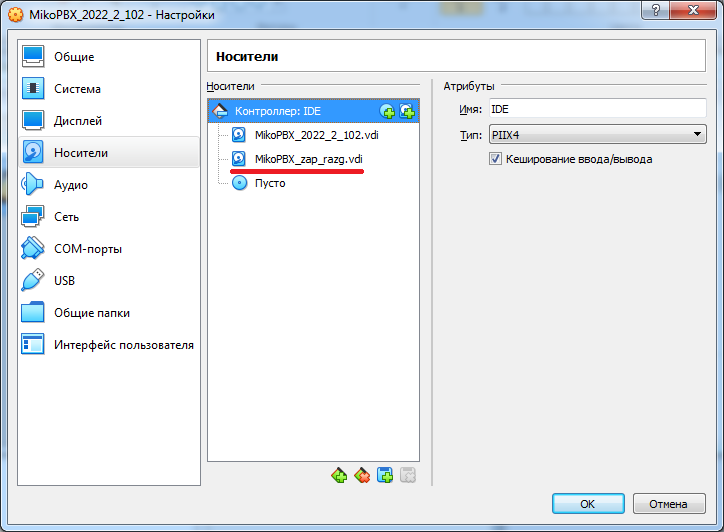 MikoPBX_2022_2_102 - Настройки
Общие
Система
Дисплей
Носители
Аудио
Сеть
COM-порты
USB
Общие папки
Интерфейс пользователя
Носители
Носители
Контроллер: IDE
MikoPBX_2022_2_102.vdi
MikoPBX_zap_razg.vdi
Пусто
Атрибуты
Имя: IDE
Тип: PIIX4
Кеширование ввода/вывода
OK
Отмена